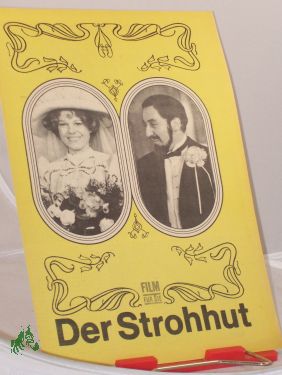 FILM
FÜR SIE
Der Strohhut